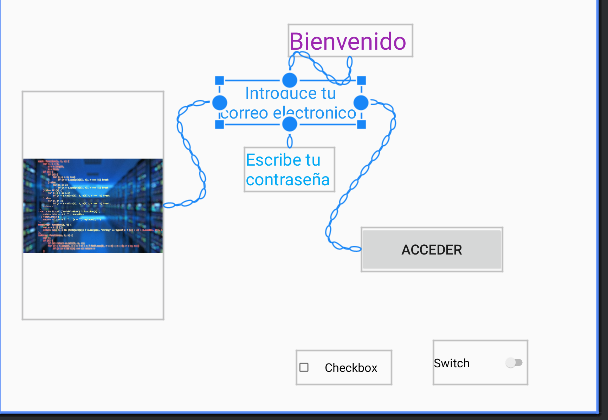 Bienvenido
Introduce tu
correo electronico
Escribe tu
contraseña
ACCEDER
Checkbox
Switch